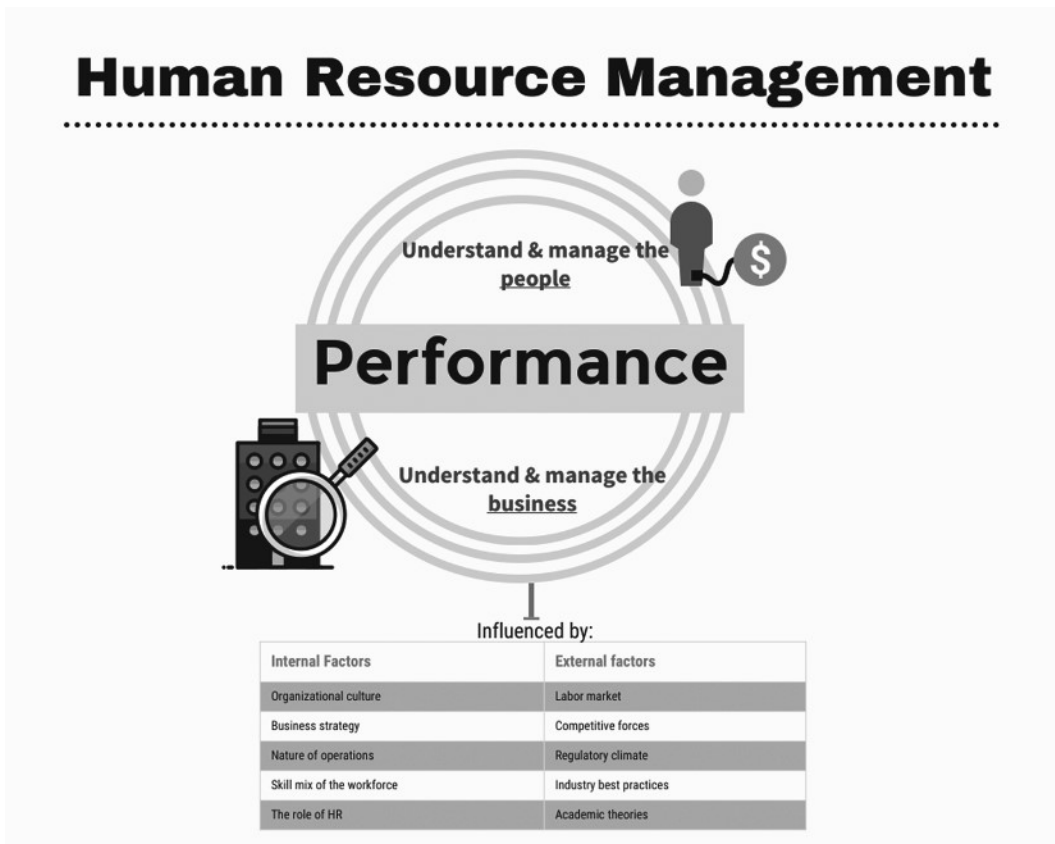 Human Resource Management
Understand & manage the
people
$
Performance
Understand & manage the
business
Influenced by:
Internal Factors External factors
Organizational culture Labor market
Business strategy Competitive forces
Nature of operations Regulatory climate
Skill mix of the workforce Industry best practices
The role of HR Academic theories